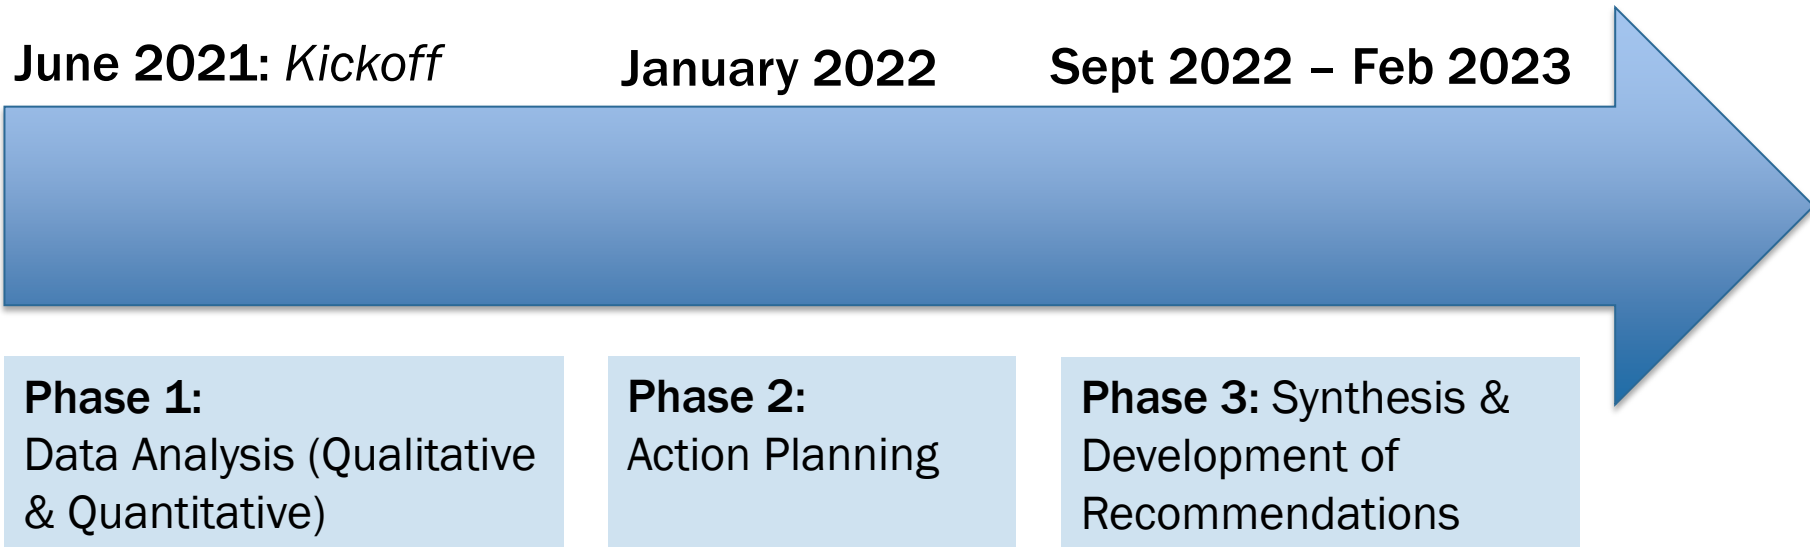 June 2021: Kickoff
January 2022
Sept 2022 – Feb 2023
Phase 1:
Data Analysis (Qualitative
& Quantitative)
Phase 2:
Action Planning
Phase 3: Synthesis &
Development of
Recommendations